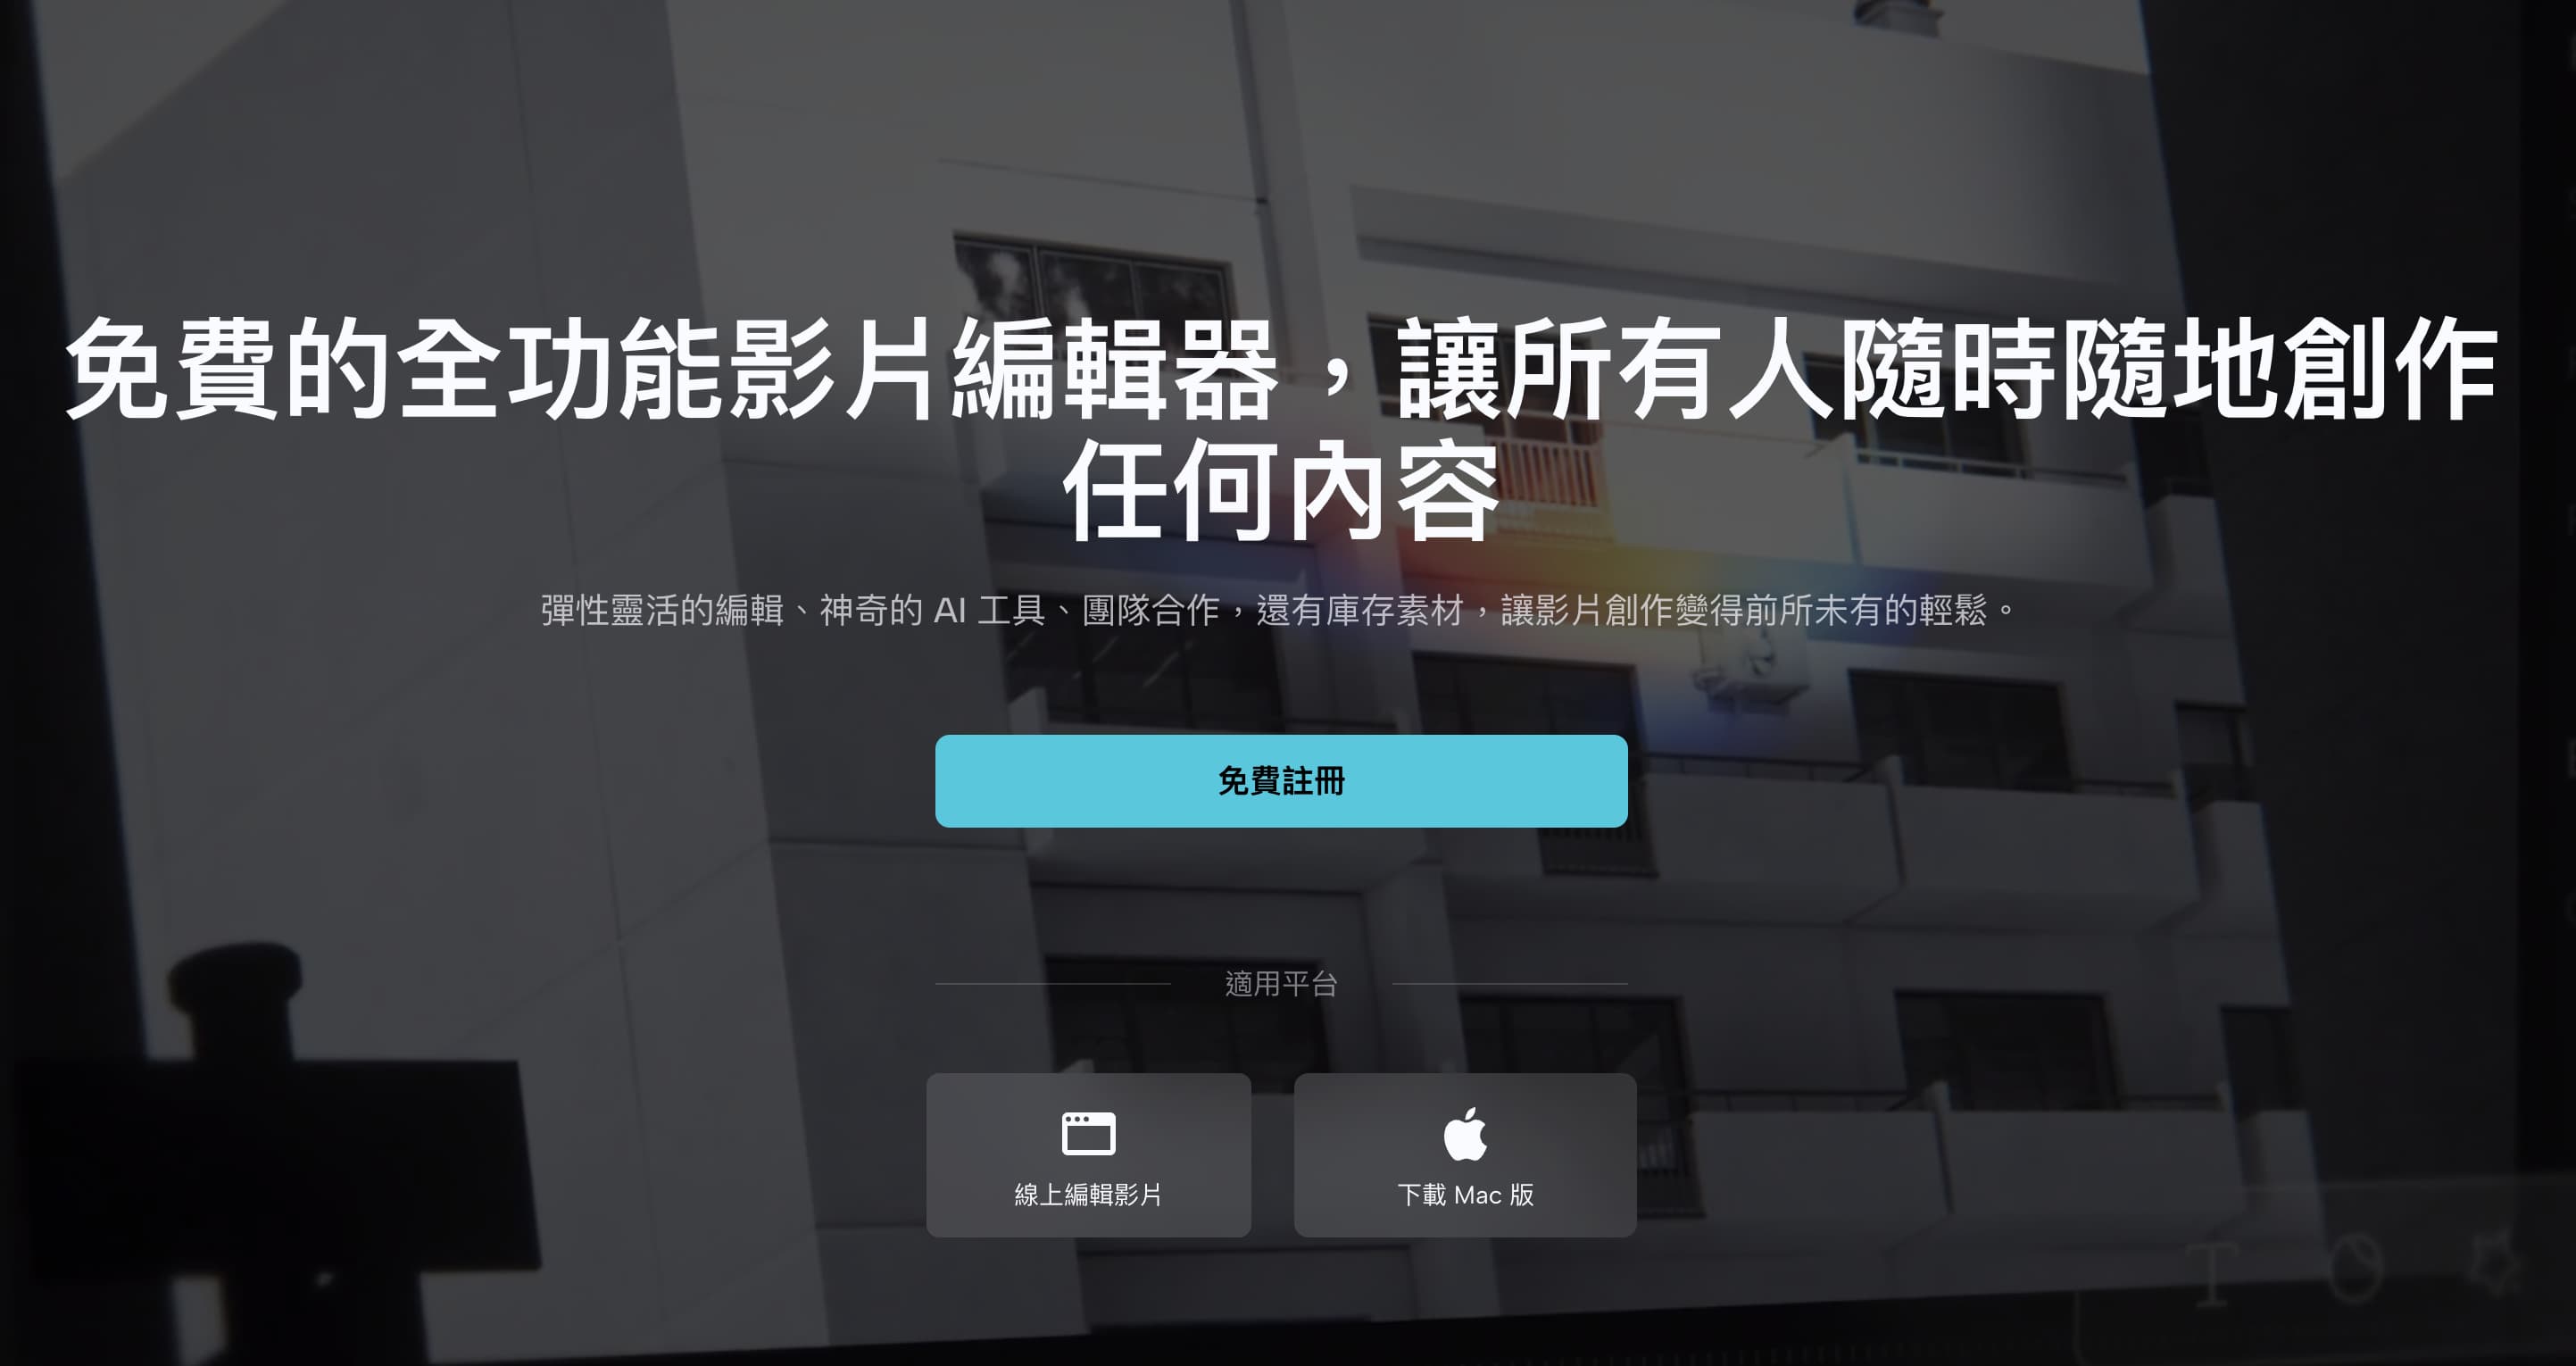 免費的全功能影片編輯器，讓所有人隨時隨地創作
任何內容
彈性靈活的編輯、神奇的 AI 工具、團隊合作，還有庫存素材，讓影片創作變得前所未有的輕鬆。
免費註冊
適用平台
線上編輯影片
下載 Mac 版